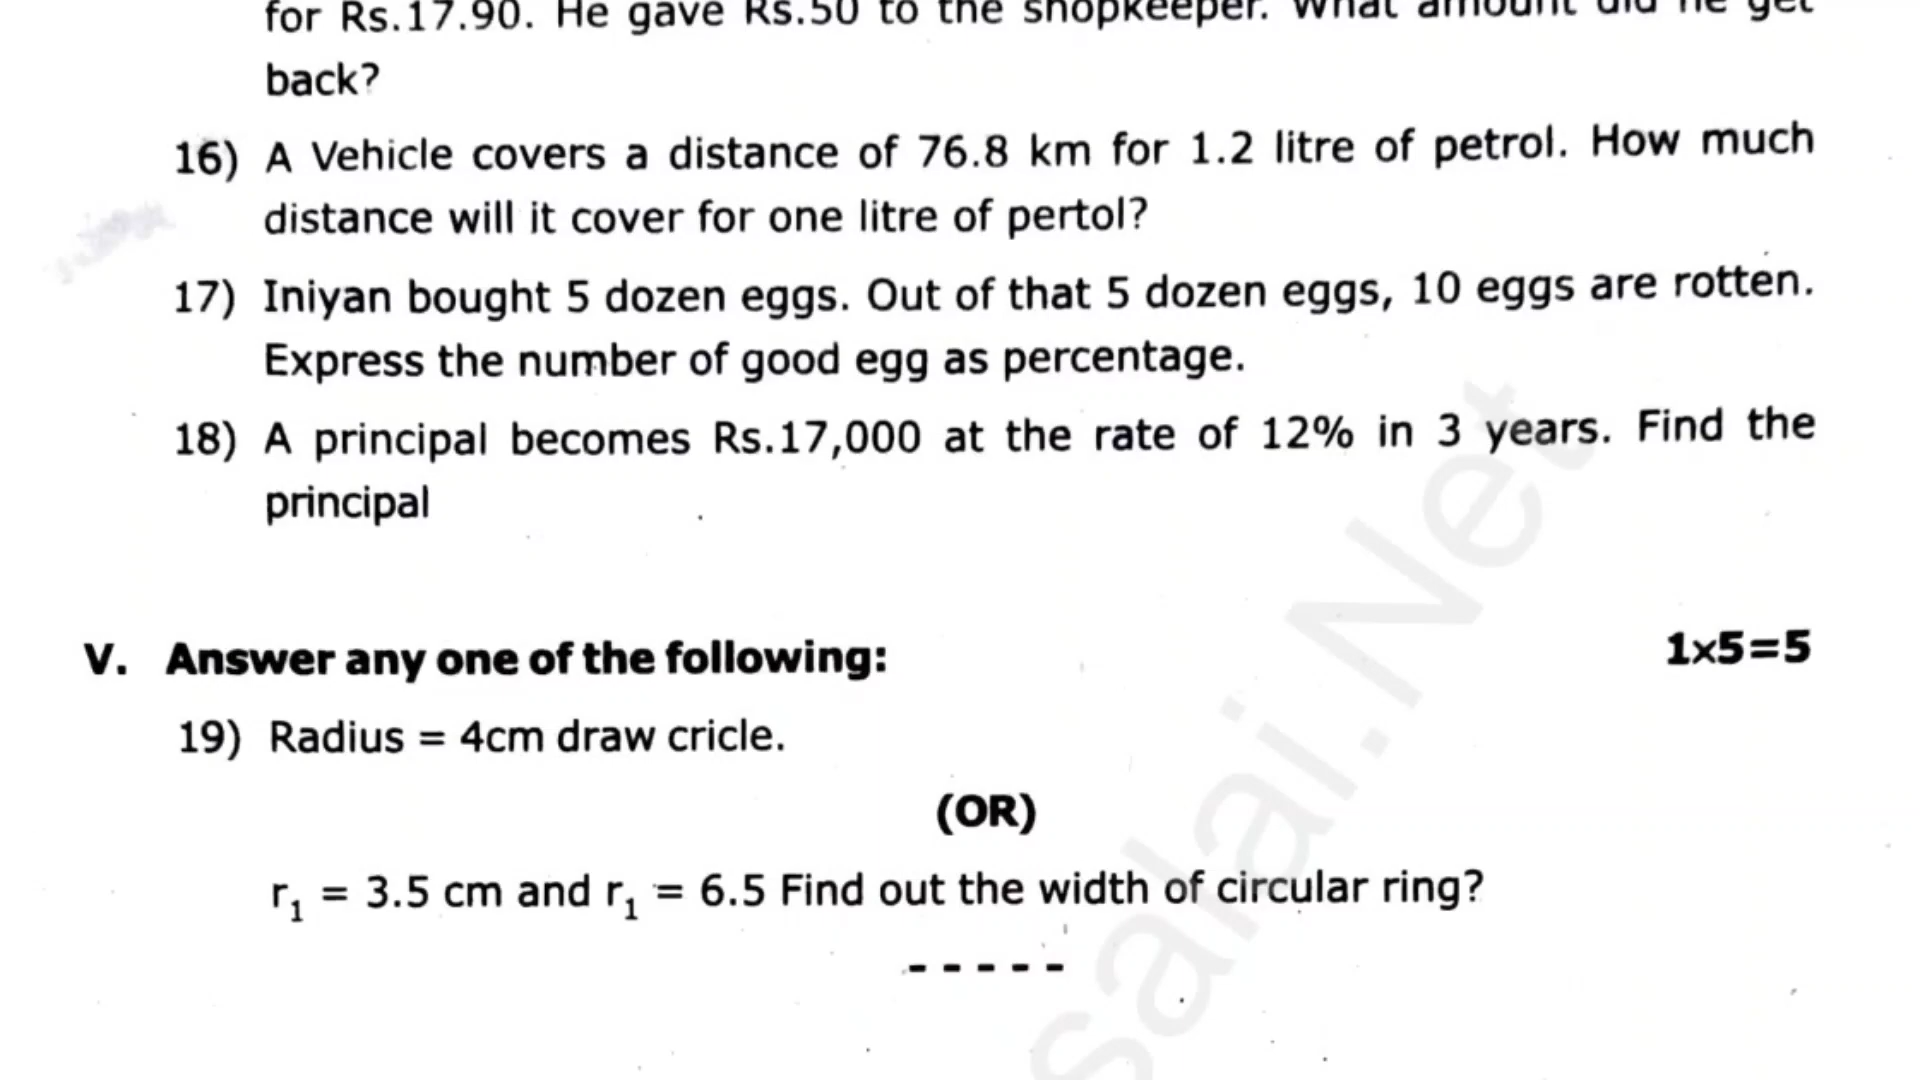 for Rs.17.90. He gave Rs.50 to the shopkeeper. What amount did he get
back?
16) A Vehicle covers a distance of 76.8 km for 1.2 litre of petrol. How much
distance will it cover for one litre of pertol?
17) Iniyan bought 5 dozen eggs. Out of that 5 dozen eggs, 10 eggs are rotten.
Express the number of good egg as percentage.
18) A principal becomes Rs.17,000 at the rate of 12% in 3 years. Find the
principal
V. Answer any one of the following: 1x5=5
19) Radius = 4cm draw cricle.
(OR)
r₁ = 3.5 cm and r₁ = 6.5 Find out the width of circular ring?
-----
salai.Net